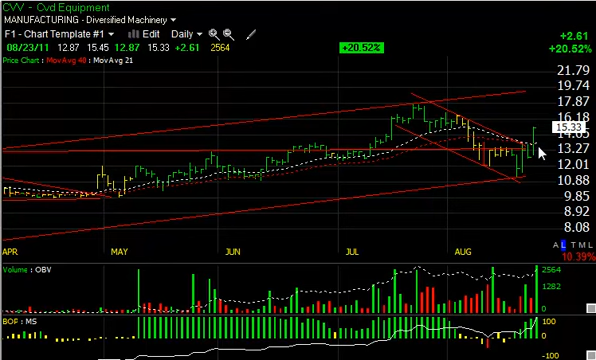 CVV - Cvd Equipment
MANUFACTURING - Diversified Machinery
+2.61
F1 - Chart Template #1 Edit Daily
+20.52%
08/23/11 12.87 15.45 12.87 15.33 +2.61 2564 +20.52%
Price Chart : MovAvg 40 : MovAvg 21
21.79
19.74
17.87
16.18
15.33
13.27
12.01
10.88
9.85
8.92
8.08
A L T M L
APR MAY JUN JUL AUG 10.39%
Volume : OBV
2564
1282
0
BOP : MS
100
0
-100